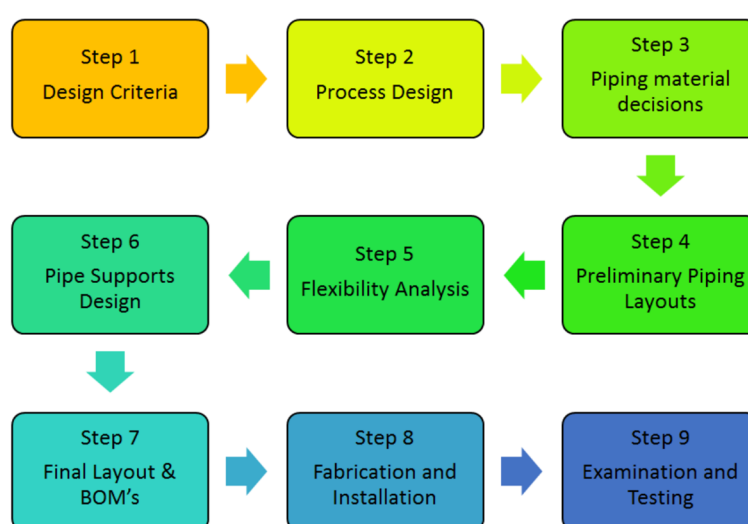 Step 1
Design Criteria
Step 2
Process Design
Step 3
Piping material
decisions
Step 4
Preliminary Piping
Layouts
Step 5
Flexibility Analysis
Step 6
Pipe Supports
Design
Step 7
Final Layout &
BOM’s
Step 8
Fabrication and
Installation
Step 9
Examination and
Testing